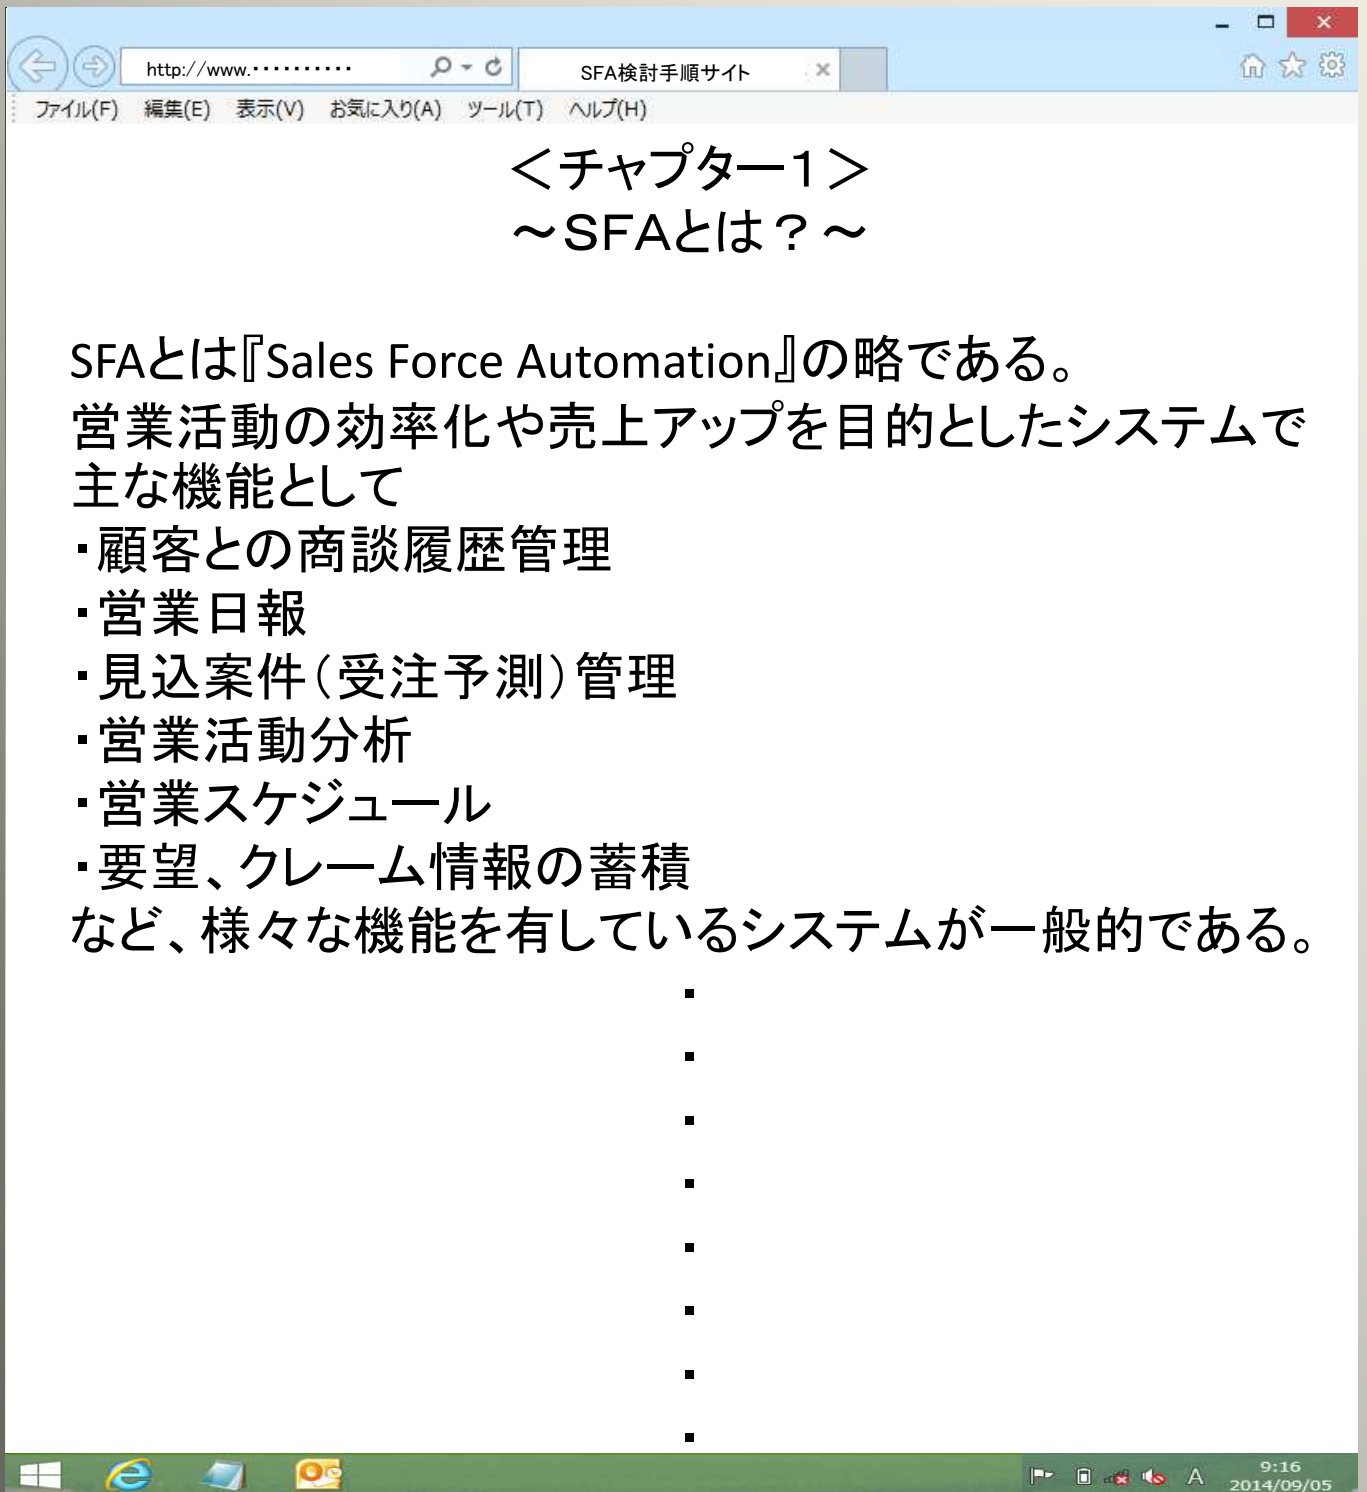 http://www.・・・・・・・・・・
SFA検討手順サイト
ファイル(F) 編集(E) 表示(V) お気に入り(A) ツール(T) ヘルプ(H)
＜チャプター１＞
～ＳＦＡとは？～
SFAとは『Sales Force Automation』の略である。
営業活動の効率化や売上アップを目的としたシステムで
主な機能として
・顧客との商談履歴管理
・営業日報
・見込案件（受注予測）管理
・営業活動分析
・営業スケジュール
・要望、クレーム情報の蓄積
など、様々な機能を有しているシステムが一般的である。
・
・
・
・
・
・
・
・
A
9:16
2014/09/05